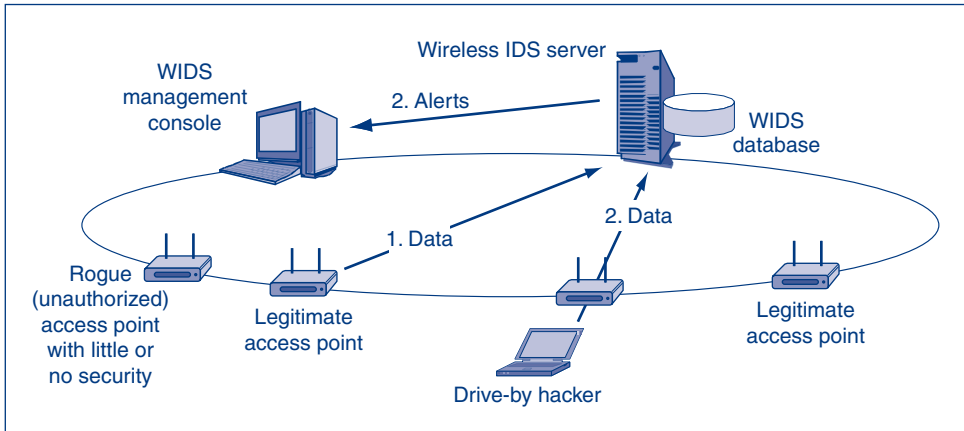 Wireless IDS server
WIDS
management
console
2. Alerts
WIDS
database
1. Data
2. Data
Rogue
(unauthorized)
access point
with little or
no security
Legitimate
access point
Drive-by hacker
Legitimate
access point